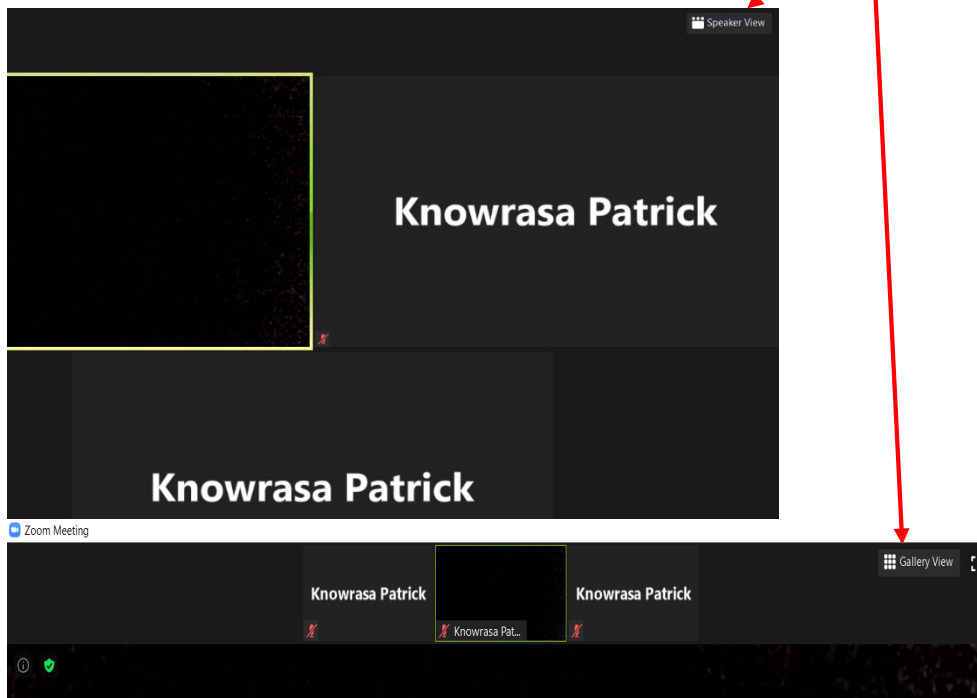 Speaker View
Knowrasa Patrick
Knowrasa Patrick
Zoom Meeting
Gallery View
Knowrasa Patrick
Knowrasa Patrick
Knowrasa Pat...